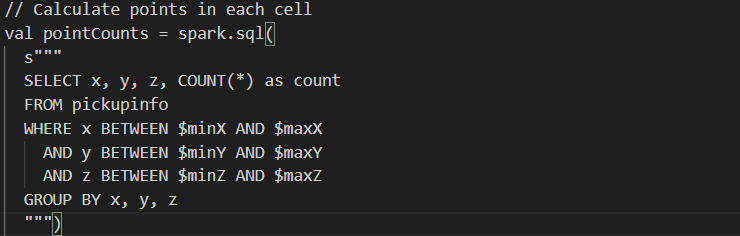 // Calculate points in each cell
val pointCounts = spark.sql(
  s"""
  SELECT x, y, z, COUNT(*) as count
  FROM pickupinfo
  WHERE x BETWEEN $minX AND $maxX
    AND y BETWEEN $minY AND $maxY
    AND z BETWEEN $minZ AND $maxZ
  GROUP BY x, y, z
  """)